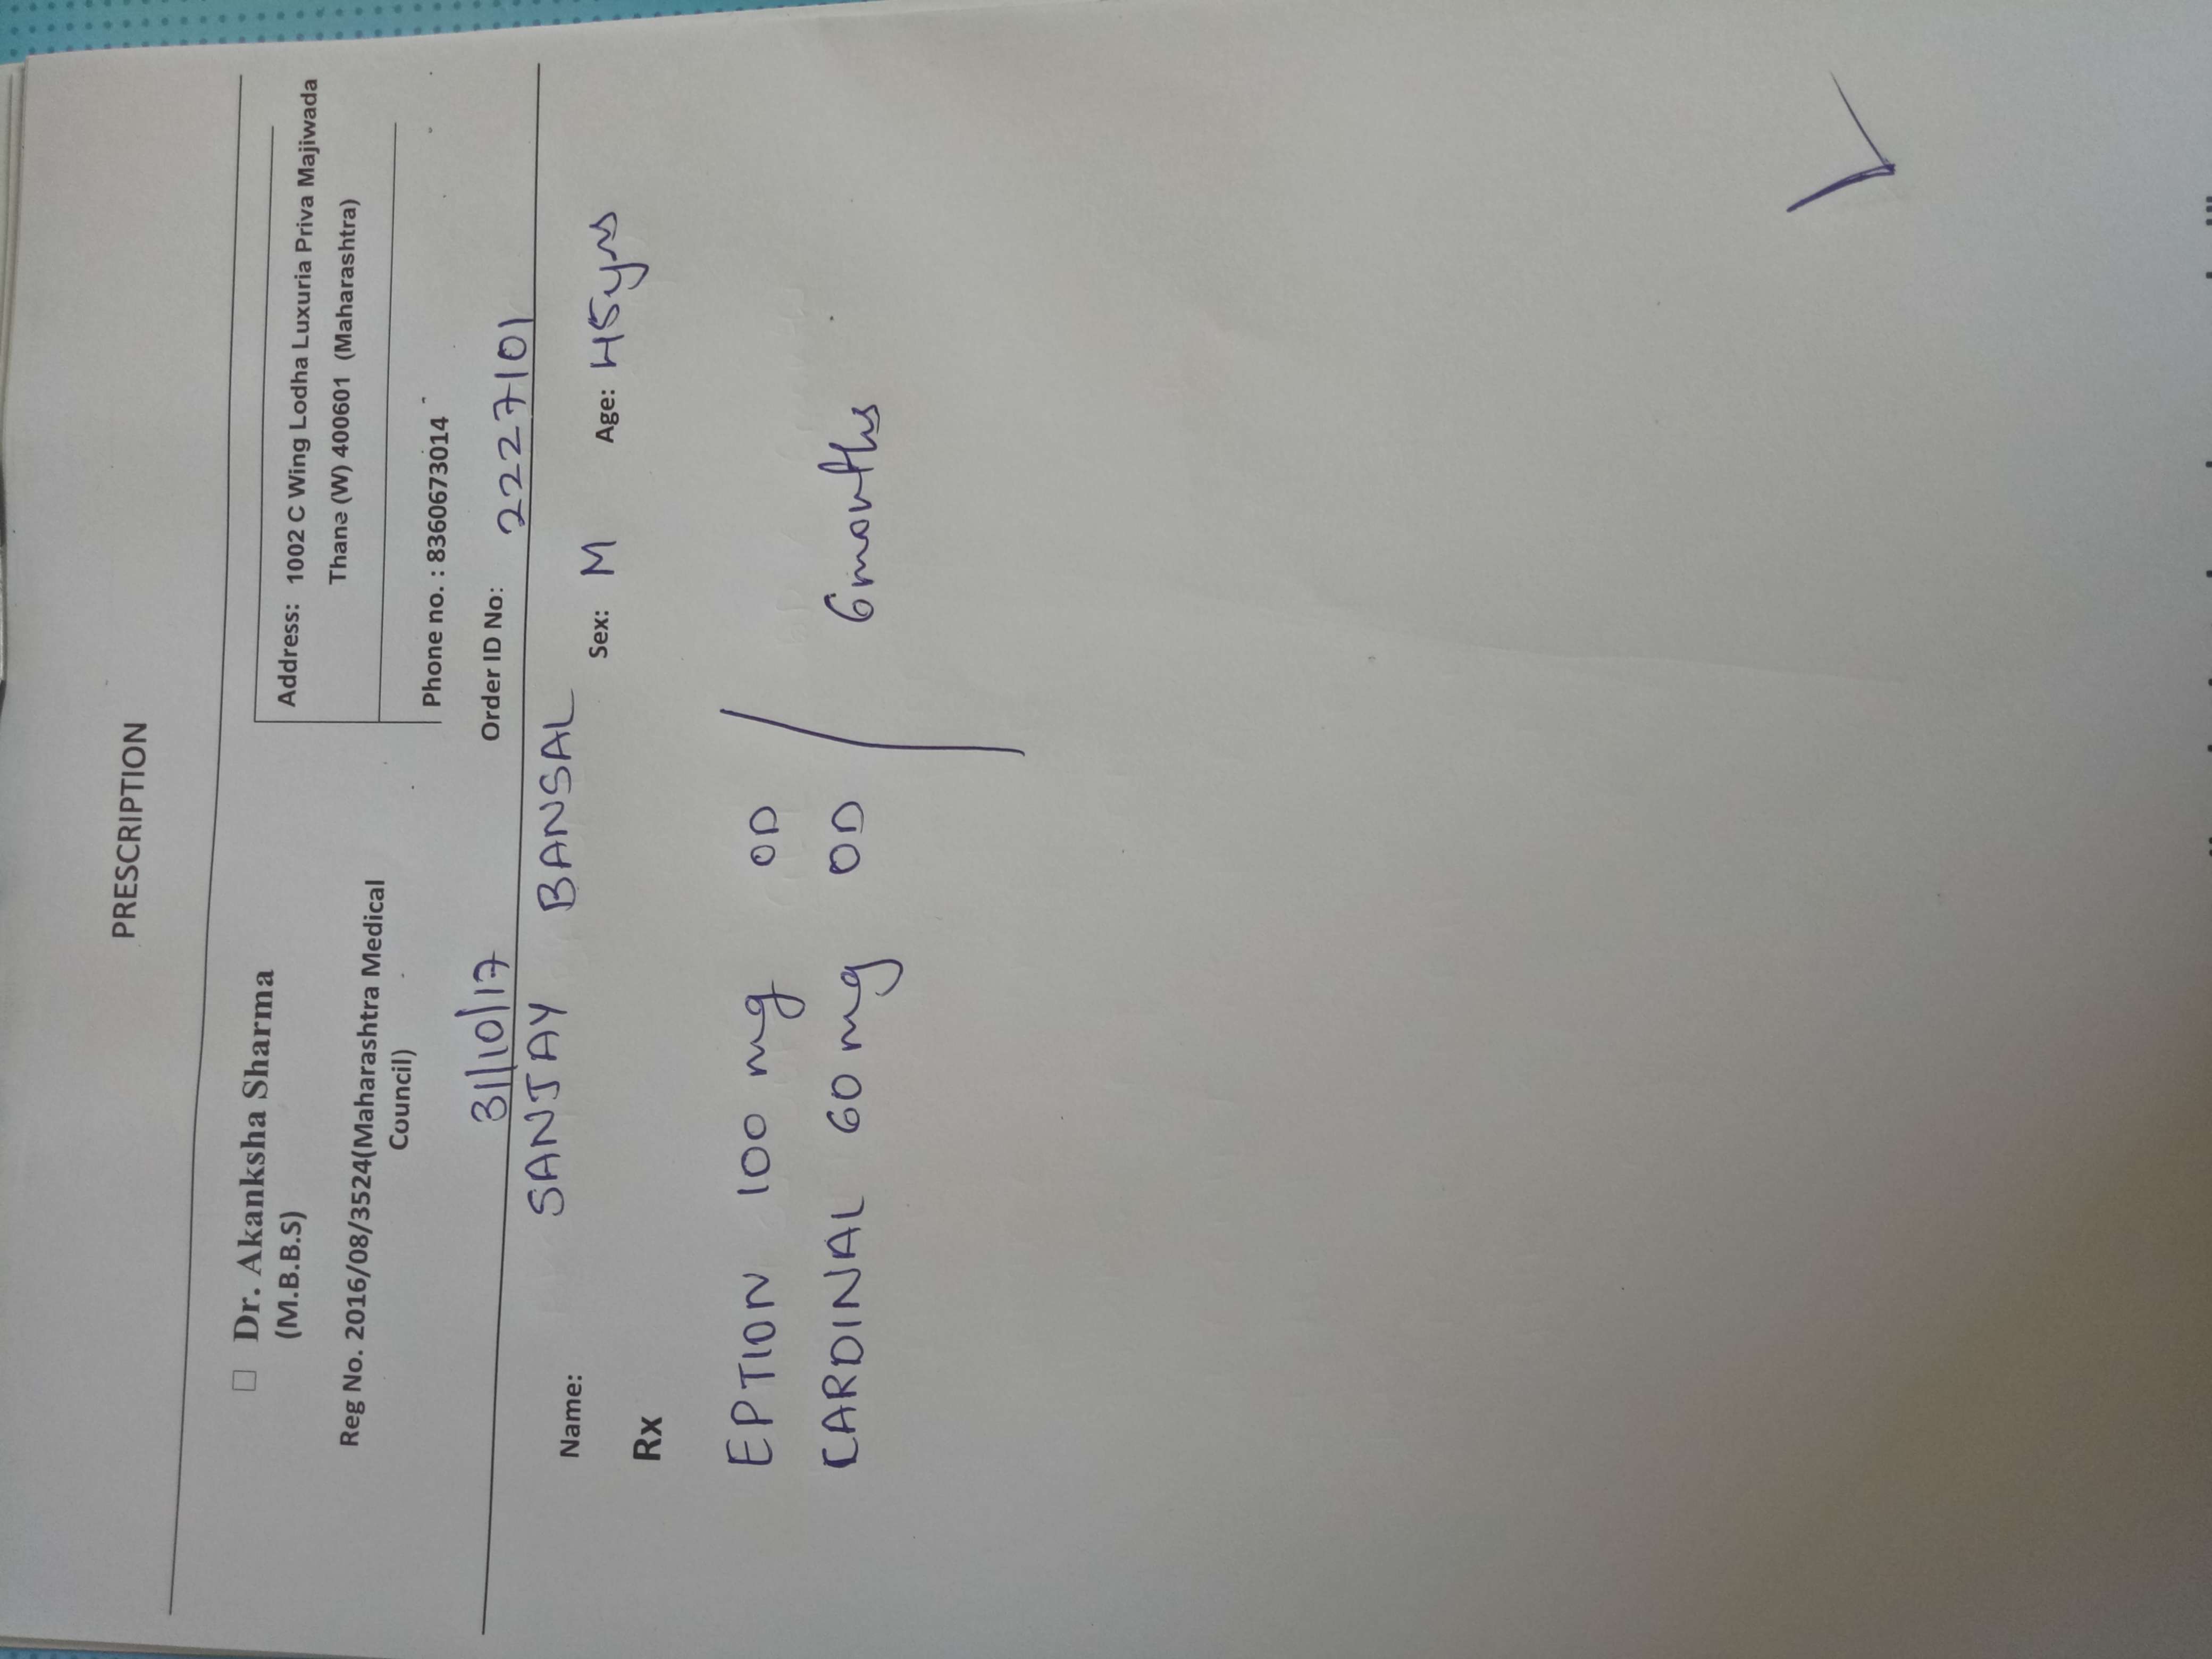 PRESCRIPTION
Dr. Akanksha Sharma
(M.B.B.S)
Reg No. 2016/08/3524(Maharashtra Medical
Council)
Address: 1002 C Wing Lodha Luxuria Priva Majiwada
Thane (W) 400601 (Maharashtra)
Phone no. : 8360673014
31/10/17 Order ID No: 2227101
Name: SANJAY BANSAL Sex: M Age: 45yrs
Rx
EPTION 100 mg OD
CARDINAL 60 mg OD 6 months